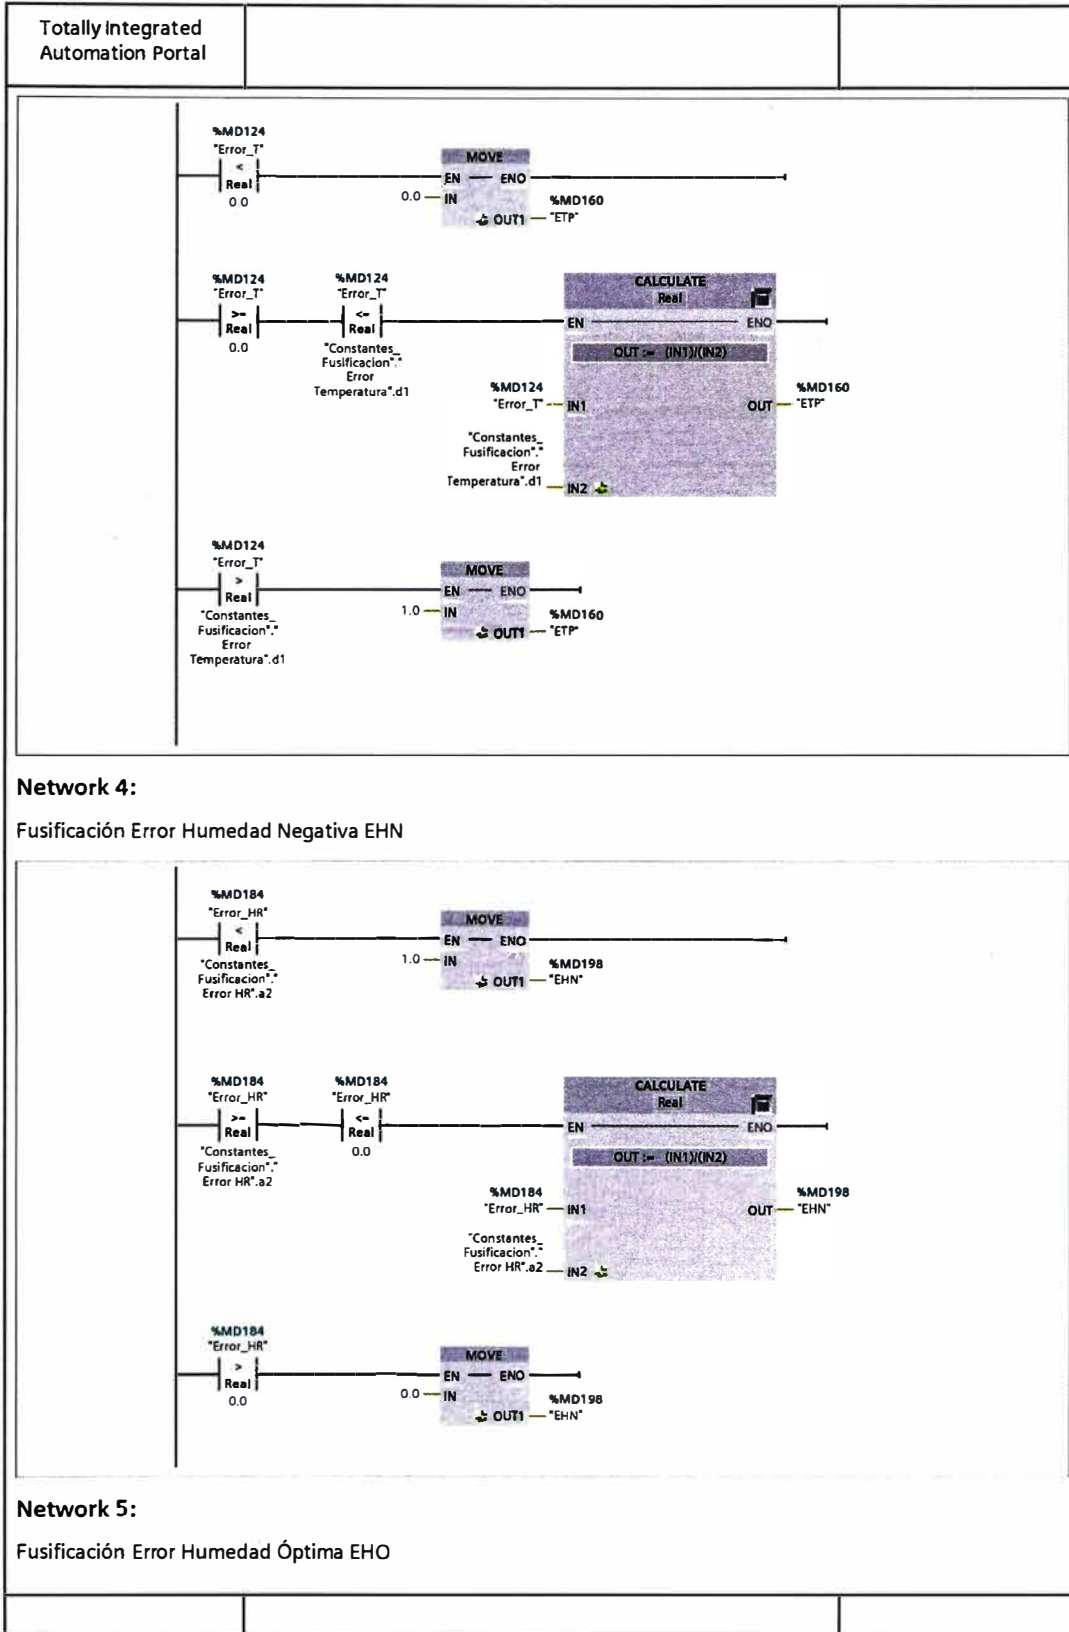 Totally Integrated
Automation Portal
%MD124
"Error_T"
<
Real
0.0
MOVE
EN ENO
0.0 IN
%MD160
OUT1 "ETP"
%MD124
"Error_T"
>=
Real
0.0
%MD124
"Error_T"
<=
Real
"Constantes_
Fusificacion"."
Error
Temperatura".d1
CALCULATE
Real
EN ENO
OUT := (IN1)/(IN2)
%MD124
"Error_T" IN1
%MD160
OUT "ETP"
"Constantes_
Fusificacion"."
Error
Temperatura".d1 IN2
%MD124
"Error_T"
>
Real
"Constantes_
Fusificacion"."
Error
Temperatura".d1
MOVE
EN ENO
1.0 IN
%MD160
OUT1 "ETP"
Network 4:
Fusificación Error Humedad Negativa EHN
%MD184
"Error_HR"
<
Real
"Constantes_
Fusificacion"."
Error HR".a2
MOVE
EN ENO
1.0 IN
%MD198
OUT1 "EHN"
%MD184
"Error_HR"
>=
Real
"Constantes_
Fusificacion"."
Error HR".a2
%MD184
"Error_HR"
<=
Real
0.0
CALCULATE
Real
EN ENO
OUT := (IN1)/(IN2)
%MD184
"Error_HR" IN1
%MD198
OUT "EHN"
"Constantes_
Fusificacion"."
Error HR".a2 IN2
%MD184
"Error_HR"
>
Real
0.0
MOVE
EN ENO
0.0 IN
%MD198
OUT1 "EHN"
Network 5:
Fusificación Error Humedad Óptima EHO